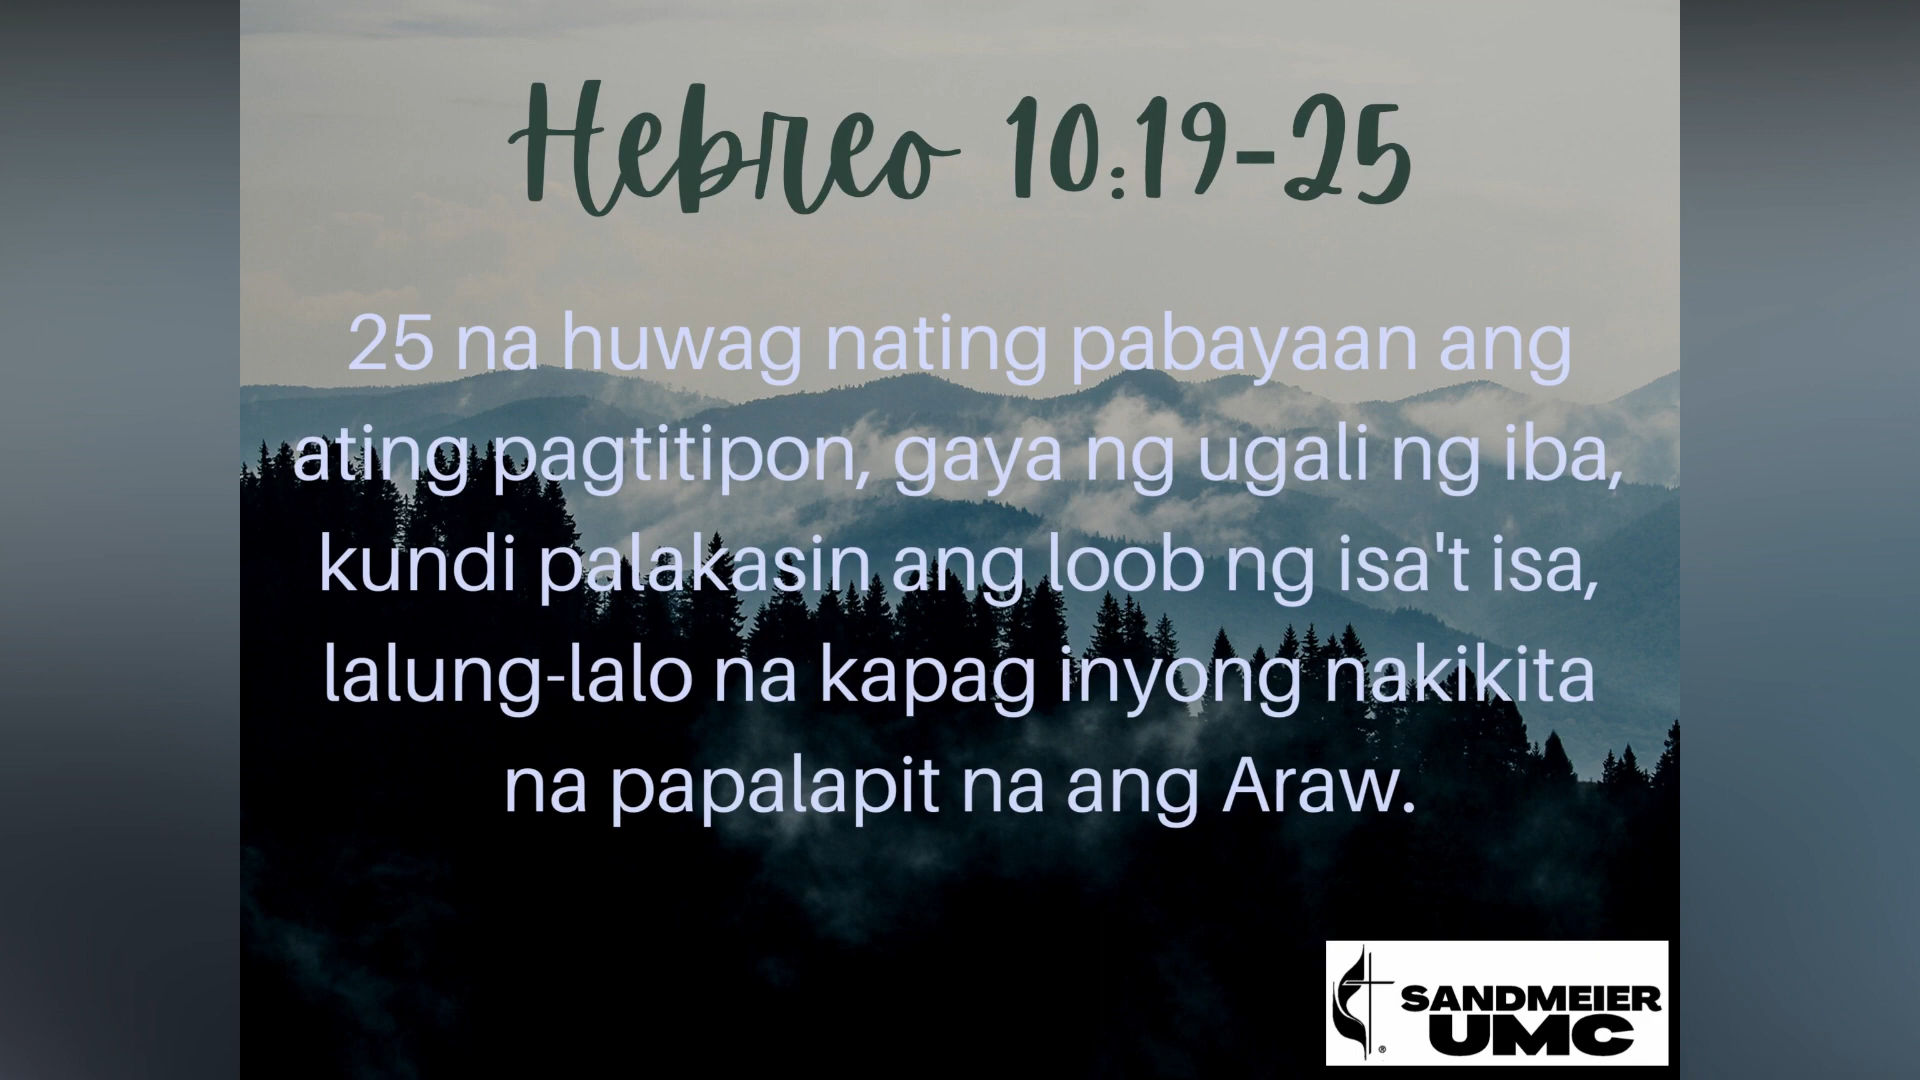 Hebreo 10:19-25
25 na huwag nating pabayaan ang
ating pagtitipon, gaya ng ugali ng iba,
kundi palakasin ang loob ng isa't isa,
lalung-lalo na kapag inyong nakikita
na papalapit na ang Araw.
SANDMEIER
UMC
®